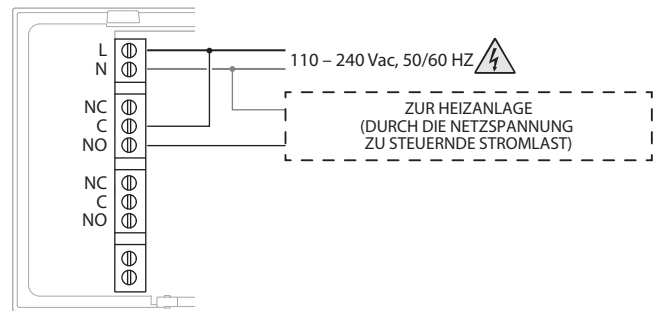 L
N
110 – 240 Vac, 50/60 HZ
NC
C
NO
ZUR HEIZANLAGE
(DURCH DIE NETZSPANNUNG
ZU STEUERNDE STROMLAST)
NC
C
NO